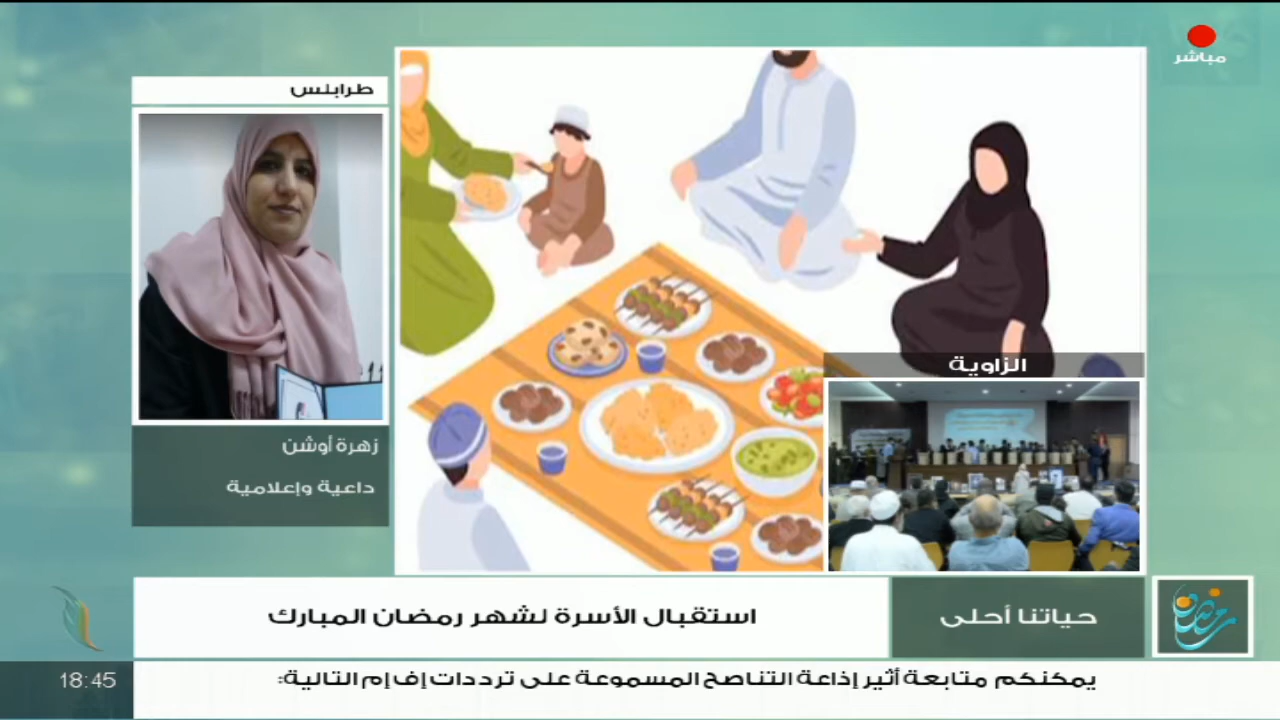 مباشر
طرابلس
زهرة أوشن
داعية وإعلامية
الزاوية
رمضان
حياتنا أحلى
استقبال الأسرة لشهر رمضان المبارك
يمكنكم متابعة أثير إذاعة التناصح المسموعة على ترددات إف إم التالية:
18:45